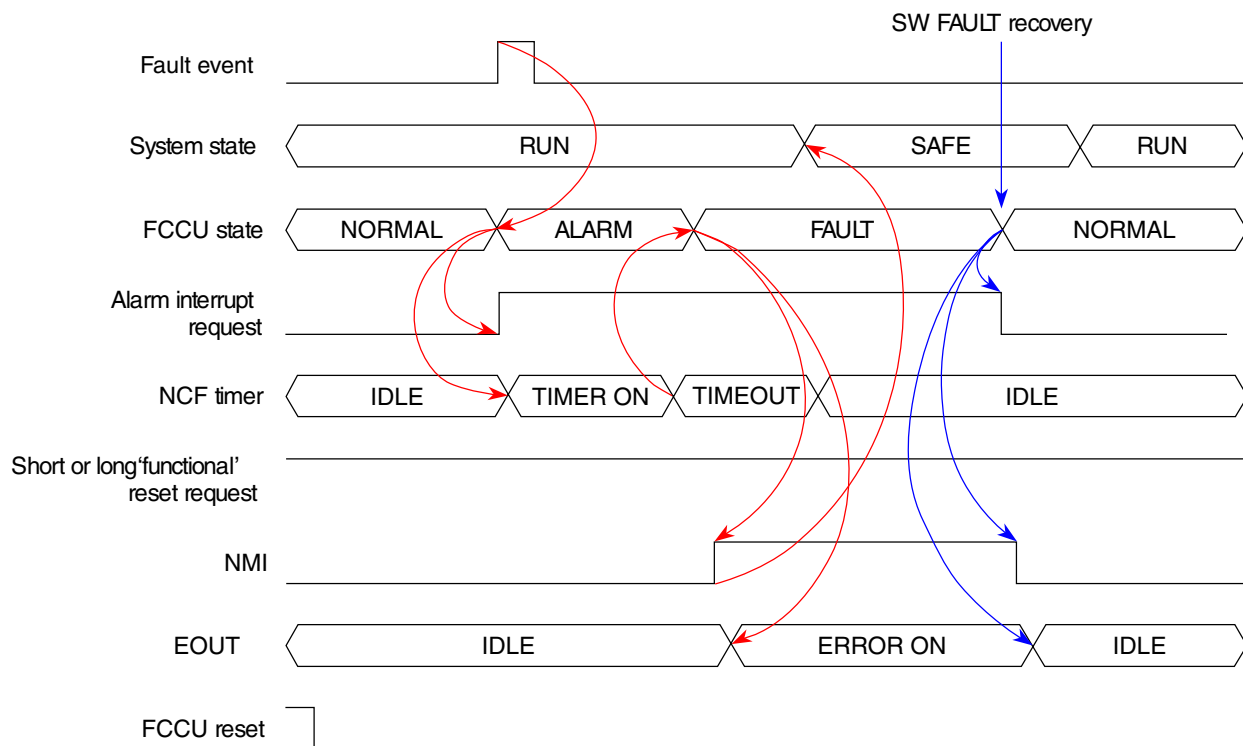 SW FAULT recovery
Fault event
System state
RUN
SAFE
RUN
FCCU state
NORMAL
ALARM
FAULT
NORMAL
Alarm interrupt
request
NCF timer
IDLE
TIMER ON
TIMEOUT
IDLE
Short or long‘functional’
reset request
NMI
EOUT
IDLE
ERROR ON
IDLE
FCCU reset